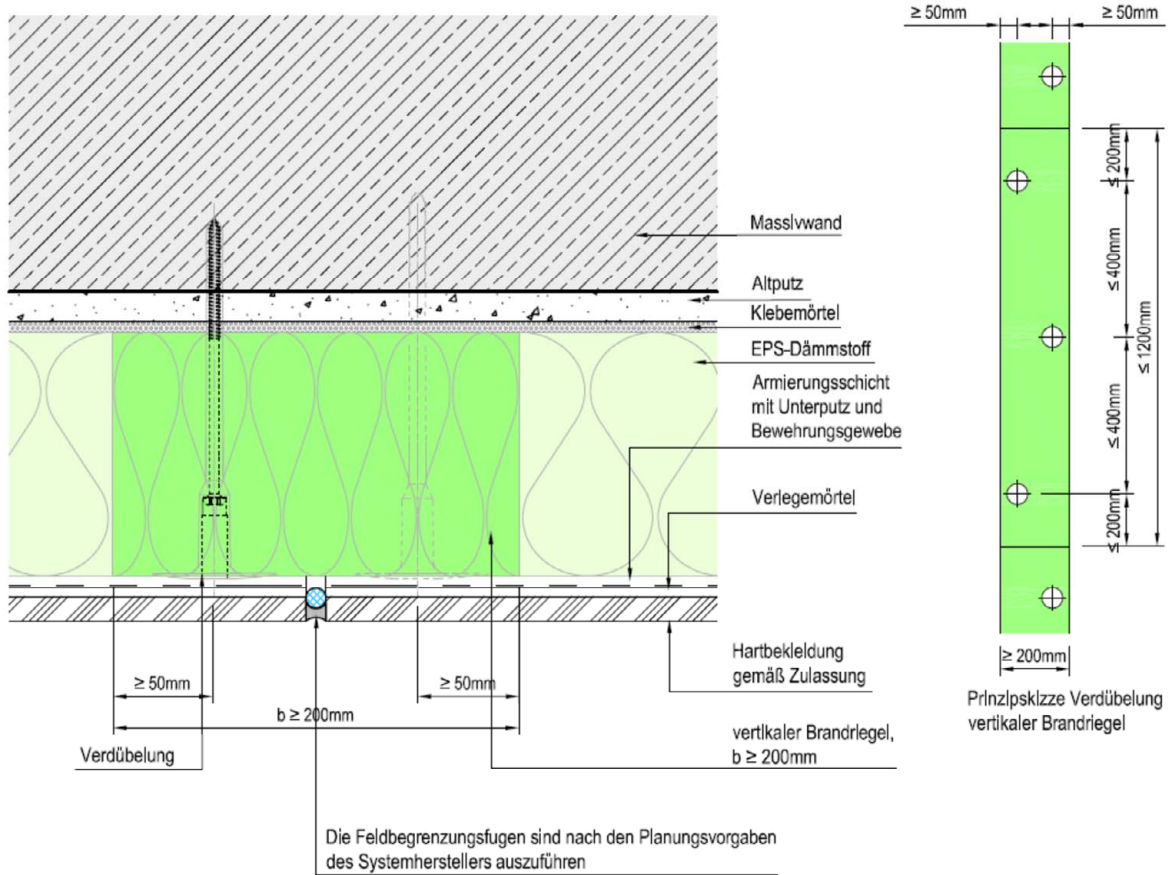 ≥ 50mm
≥ 50mm
Massivwand
Altputz
Klebemörtel
EPS-Dämmstoff
Armierungsschicht
mit Unterputz und
Bewehrungsgewebe
Verlegemörtel
Hartbekleidung
gemäß Zulassung
vertikaler Brandriegel,
b ≥ 200mm
≥ 50mm
≥ 50mm
b ≥ 200mm
Verdübelung
Die Feldbegrenzungsfugen sind nach den Planungsvorgaben
des Systemherstellers auszuführen
≤ 200mm
≤ 400mm
≤ 1200mm
≤ 400mm
≤ 200mm
≥ 200mm
Prinzipskizze Verdübelung
vertikaler Brandriegel